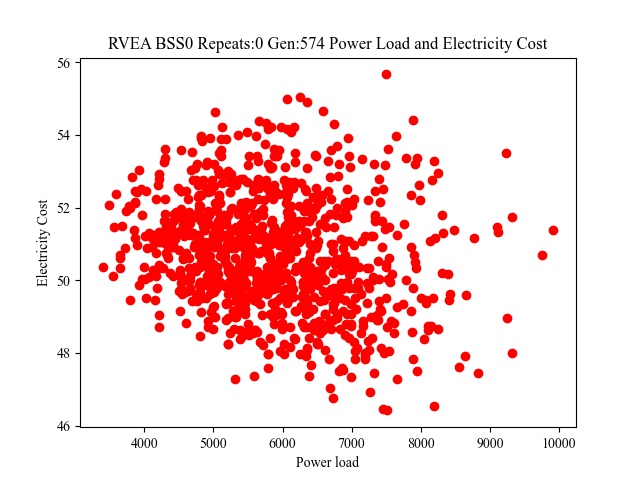 RVEA BSS0 Repeats:0 Gen:574 Power Load and Electricity Cost
56
54
52
50
48
46
Electricity Cost
4000 5000 6000 7000 8000 9000 10000
Power load